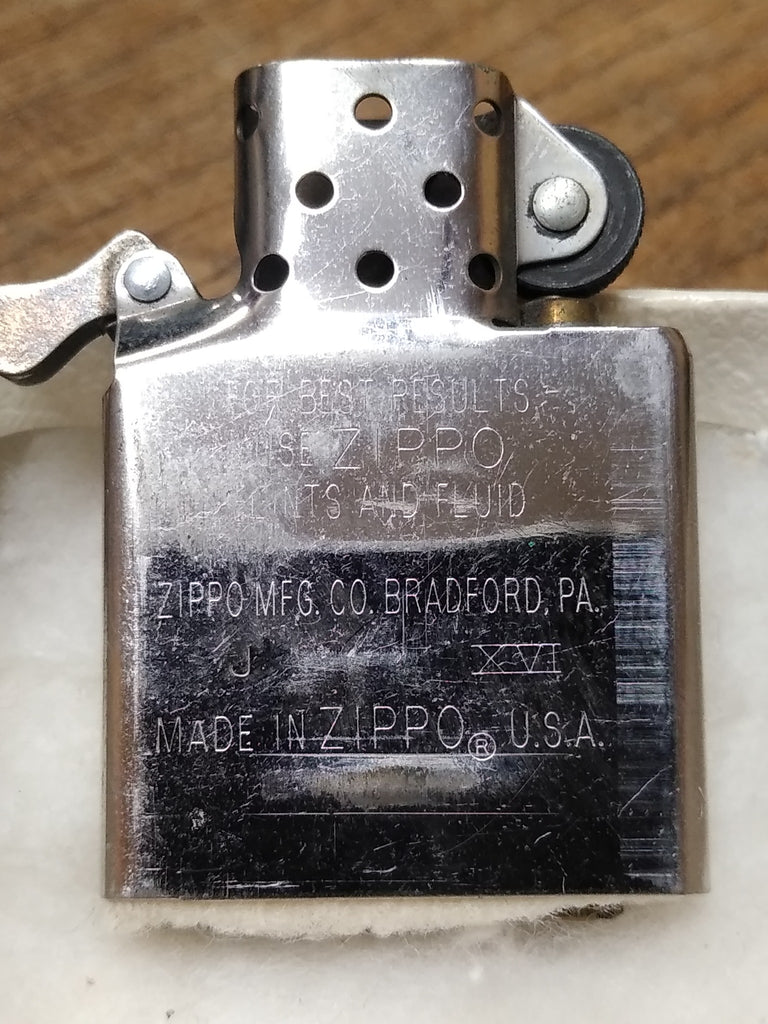 FOR BEST RESULTS
USE ZIPPO
FLINTS AND FLUID
ZIPPO MFG. CO. BRADFORD, PA.
J XVI
MADE IN ZIPPO® U.S.A.